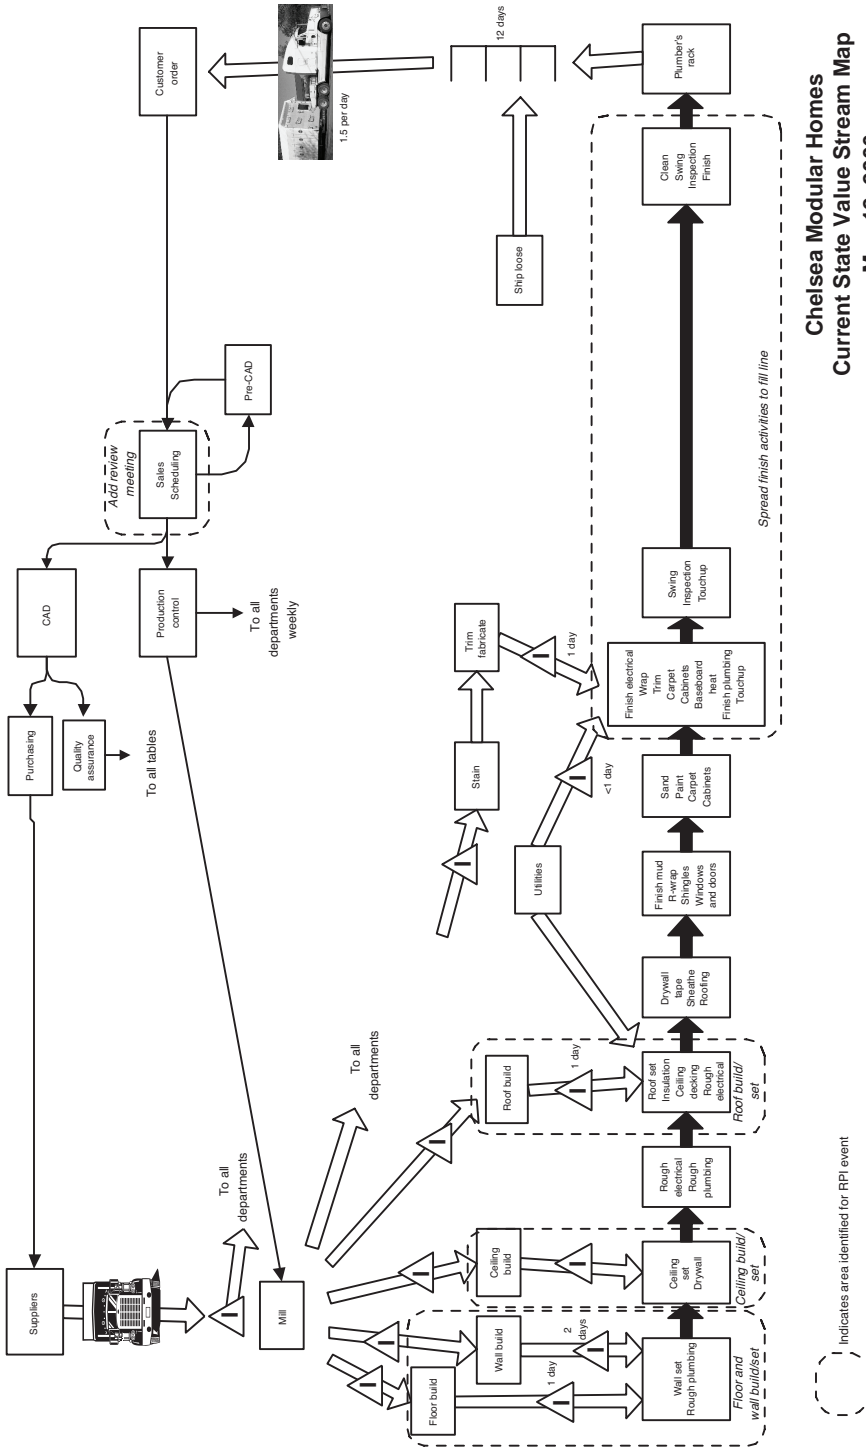 Customer
order
1.5 per day
12 days
Plumber's
rack
Ship loose
Clean
Swing
Inspection
Finish
Chelsea Modular Homes
Current State Value Stream Map
Add review
meeting
Sales
Scheduling
Pre-CAD
Spread finish activities to fill line
CAD
Production
control
To all
departments
weekly
Purchasing
Quality
assurance
To all tables
Trim
fabricate
I
1 day
Stain
I
Utilities
I
<1 day
Swing
Inspection
Touchup
Finish electrical
Wrap
Trim
Carpet
Cabinets
Baseboard
heat
Finish plumbing
Touchup
Sand
Paint
Carpet
Cabinets
Finish mud
R-wrap
Shingles
Windows
and doors
Drywall
tape
Sheathe
Roofing
Suppliers
I
To all
departments
Mill
To all
departments
I
Roof build
I
1 day
Roof set
Insulation
Ceiling
decking
Rough
electrical
Roof build/
set
Rough
electrical
Rough
plumbing
I
Ceiling
build
I
Ceiling
set
Drywall
Ceiling build/
set
I
Wall build
I
2
days
I
Floor build
I
1 day
Wall set
Rough plumbing
Floor and
wall build/set
Indicates area identified for RPI event